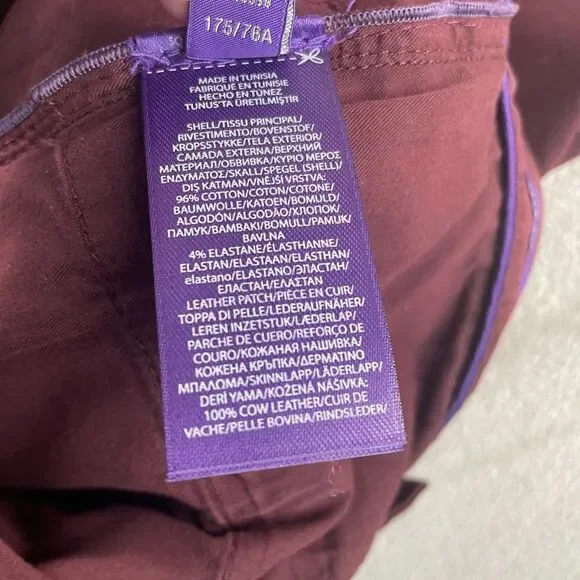 175/78A
MADE IN TUNISIA
FABRIQUÉ EN TUNISIE
HECHO EN TÚNEZ
TUNUS'TA ÜRETİLMİŞTİR
SHELL/TISSU PRINCIPAL/
RIVESTIMENTO/BOVENSTOF/
KROPSSTYKKE/TELA EXTERIOR/
CAMADA EXTERNA/ВЕРХНИЙ
МАТЕРИАЛ/ОБВИВКА/ΚΥΡΙΟ ΜΕΡΟΣ
ΕΝΔΥΜΑΤΟΣ/SKALL/SPEGEL (SHELL)/
DIŞ KATMAN/VNĚJŠÍ VRSTVA:
96% COTTON/COTON/COTONE/
BAUMWOLLE/KATOEN/BOMULD/
ALGODÓN/ALGODÃO/ХЛОПОК/
ПАМУК/ΒΑΜΒΑΚΙ/BOMULL/PAMUK/
BAVLNA
4% ELASTANE/ÉLASTHANNE/
ELASTAN/ELASTAAN/ELASTHAN/
elastano/ELASTANO/ЭЛАСТАН/
ЕЛАСТАН/ΕΛΑΣΤΑΝ
LEATHER PATCH/PIÈCE EN CUIR/
TOPPA DI PELLE/LEDERAUFNÄHER/
LEREN INZETSTUK/LÆDERLAP/
PARCHE DE CUERO/REFORÇO DE
COURO/КОЖАНАЯ НАШИВКА/
КОЖЕНА КРЪПКА/ΔΕΡΜΑΤΙΝΟ
ΜΠΑΛΩΜΑ/SKINNLAPP/LÄDERLAPP/
DERİ YAMA/KOŽENÁ NÁŠIVKA:
100% COW LEATHER/CUIR DE
VACHE/PELLE BOVINA/RINDSLEDER/